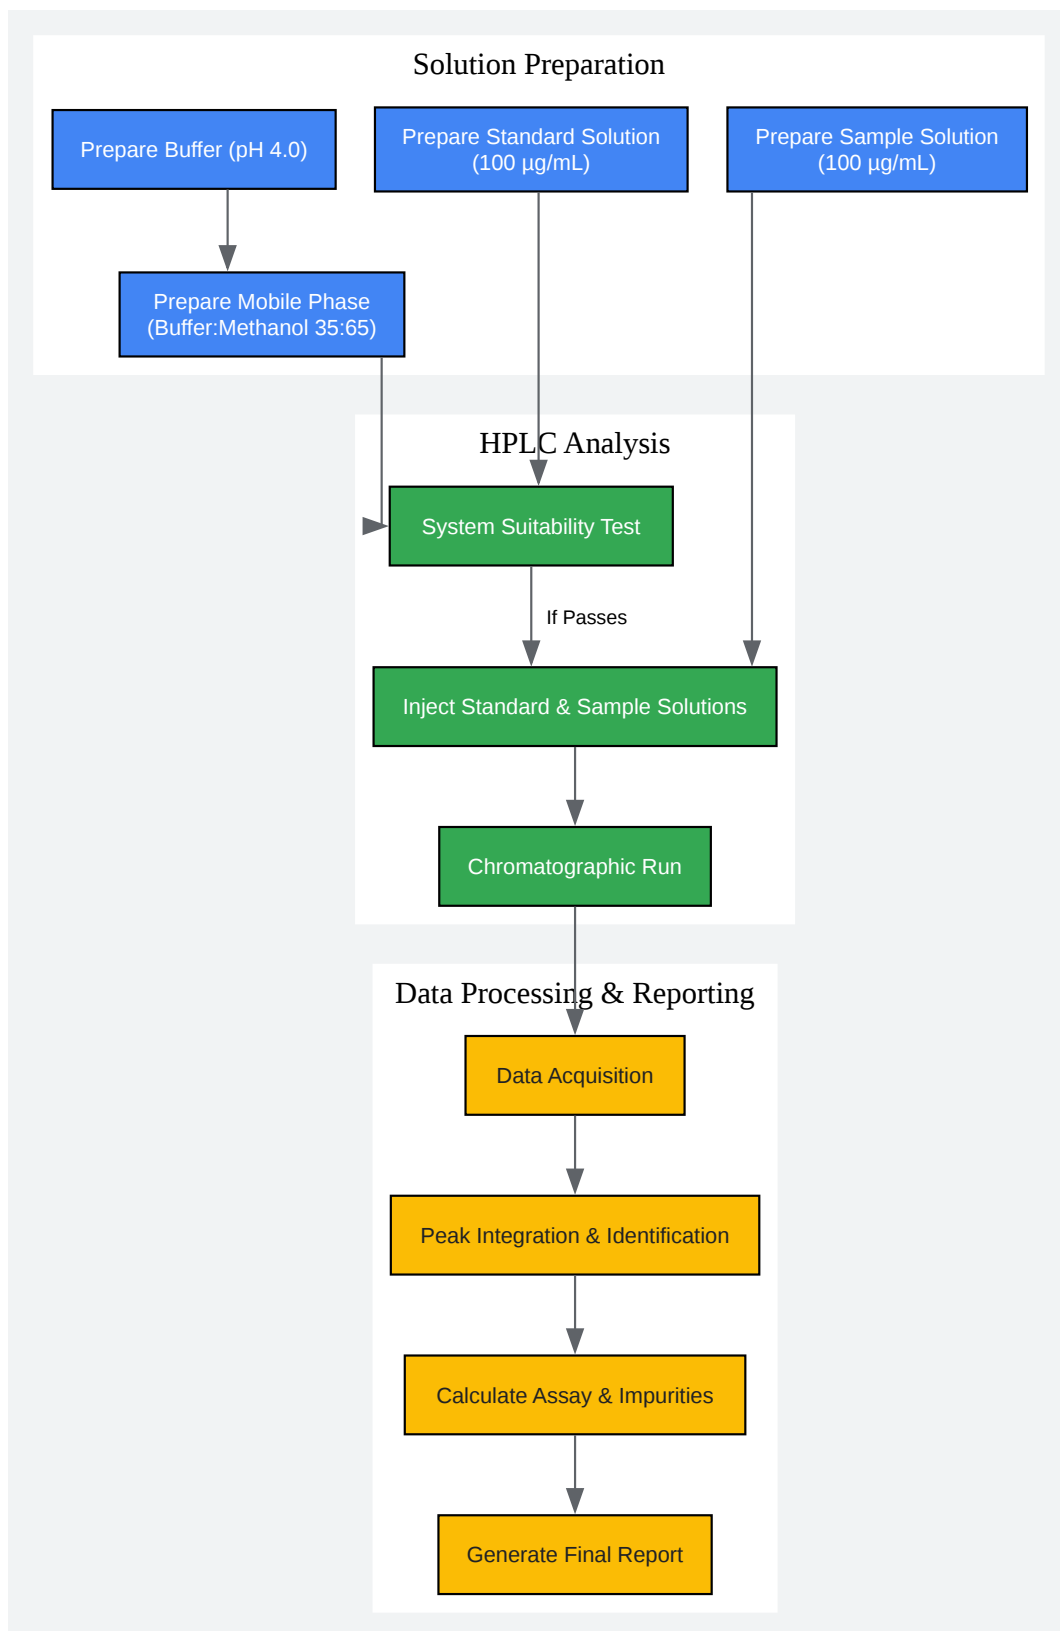 Solution Preparation
Prepare Buffer (pH 4.0)
Prepare Standard Solution
(100 µg/mL)
Prepare Sample Solution
(100 µg/mL)
Prepare Mobile Phase
(Buffer:Methanol 35:65)
HPLC Analysis
System Suitability Test
If Passes
Inject Standard & Sample Solutions
Chromatographic Run
Data Processing & Reporting
Data Acquisition
Peak Integration & Identification
Calculate Assay & Impurities
Generate Final Report